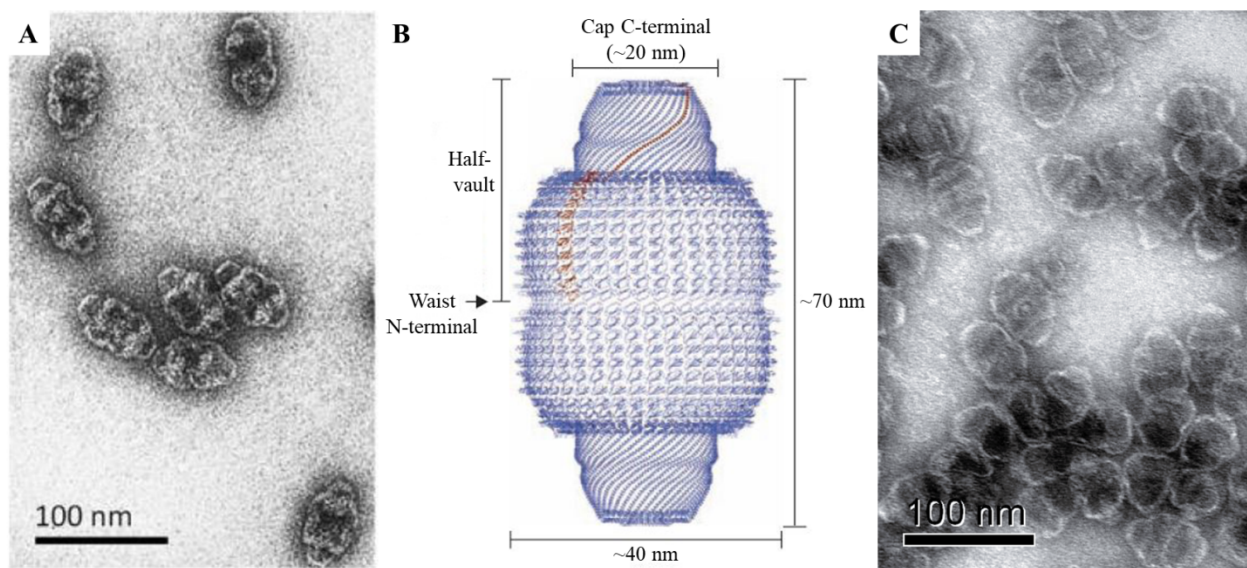 A
B
Cap C-terminal
(~20 nm)
C
Half-
vault
Waist
N-terminal
~70 nm
100 nm
~40 nm
100 nm